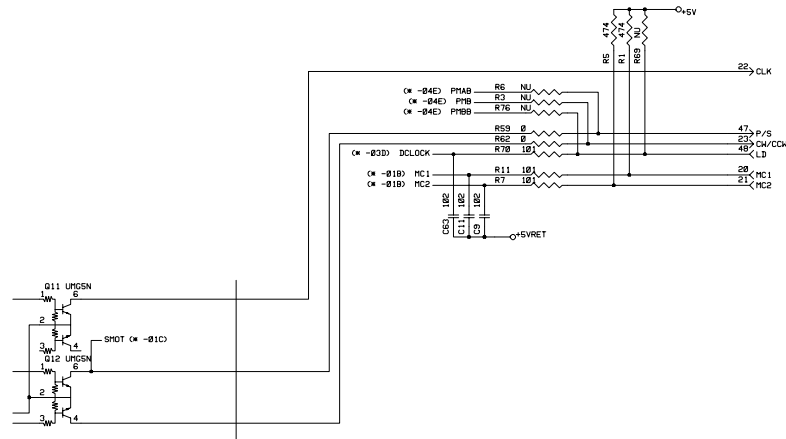 +5V
474
474
NU
R5
R1
R69
22 CLK
(* -04E) PMAB R6 NU
(* -04E) PMB R3 NU
(* -04E) PMBB R76 NU
R59 0 47 P/S
R62 0 23 CW/CCW
(* -03D) DCLOCK R70 101 48 LD
(* -01B) MC1 R11 101 20 MC1
(* -01B) MC2 R7 101 21 MC2
102
102
102
C63
C11
C9
+5VRET
Q11 UMG5N
1 6
2
3 4
SMOT (* -01C)
Q12 UMG5N
1 6
2
3 4